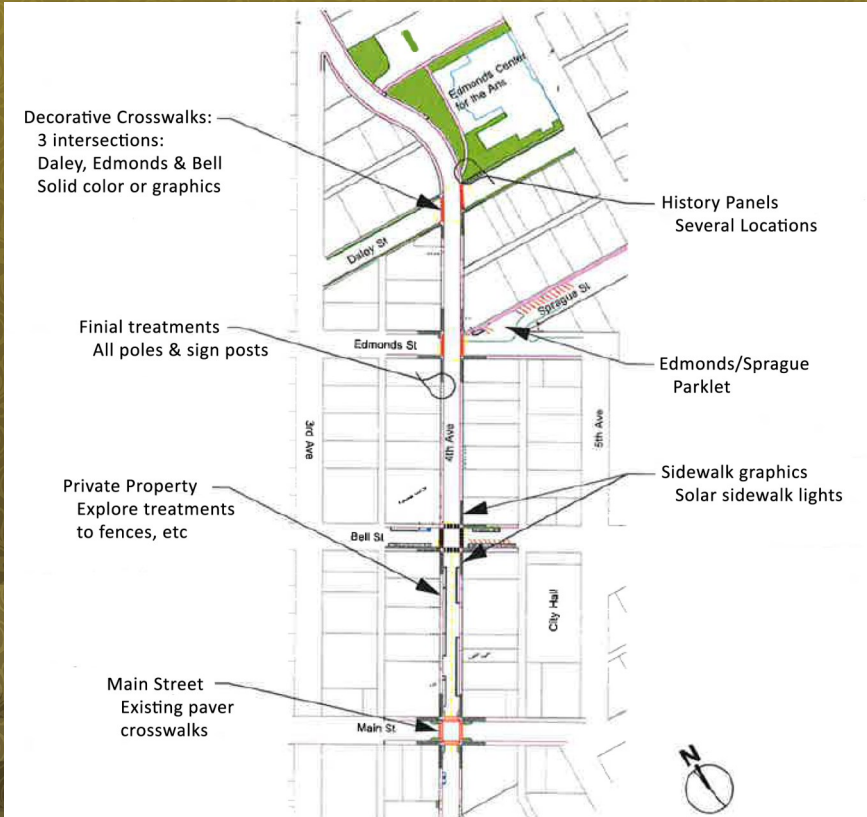 Edmonds Center
for the Arts
Decorative Crosswalks:
3 intersections:
Daley, Edmonds & Bell
Solid color or graphics
History Panels
Several Locations
Daley St
Sprague St
Finial treatments
All poles & sign posts
Edmonds St
Edmonds/Sprague
Parklet
3rd Ave
4th Ave
5th Ave
Sidewalk graphics
Solar sidewalk lights
Private Property
Explore treatments
to fences, etc
Bell St
City Hall
Main Street
Existing paver
crosswalks
Main St
N